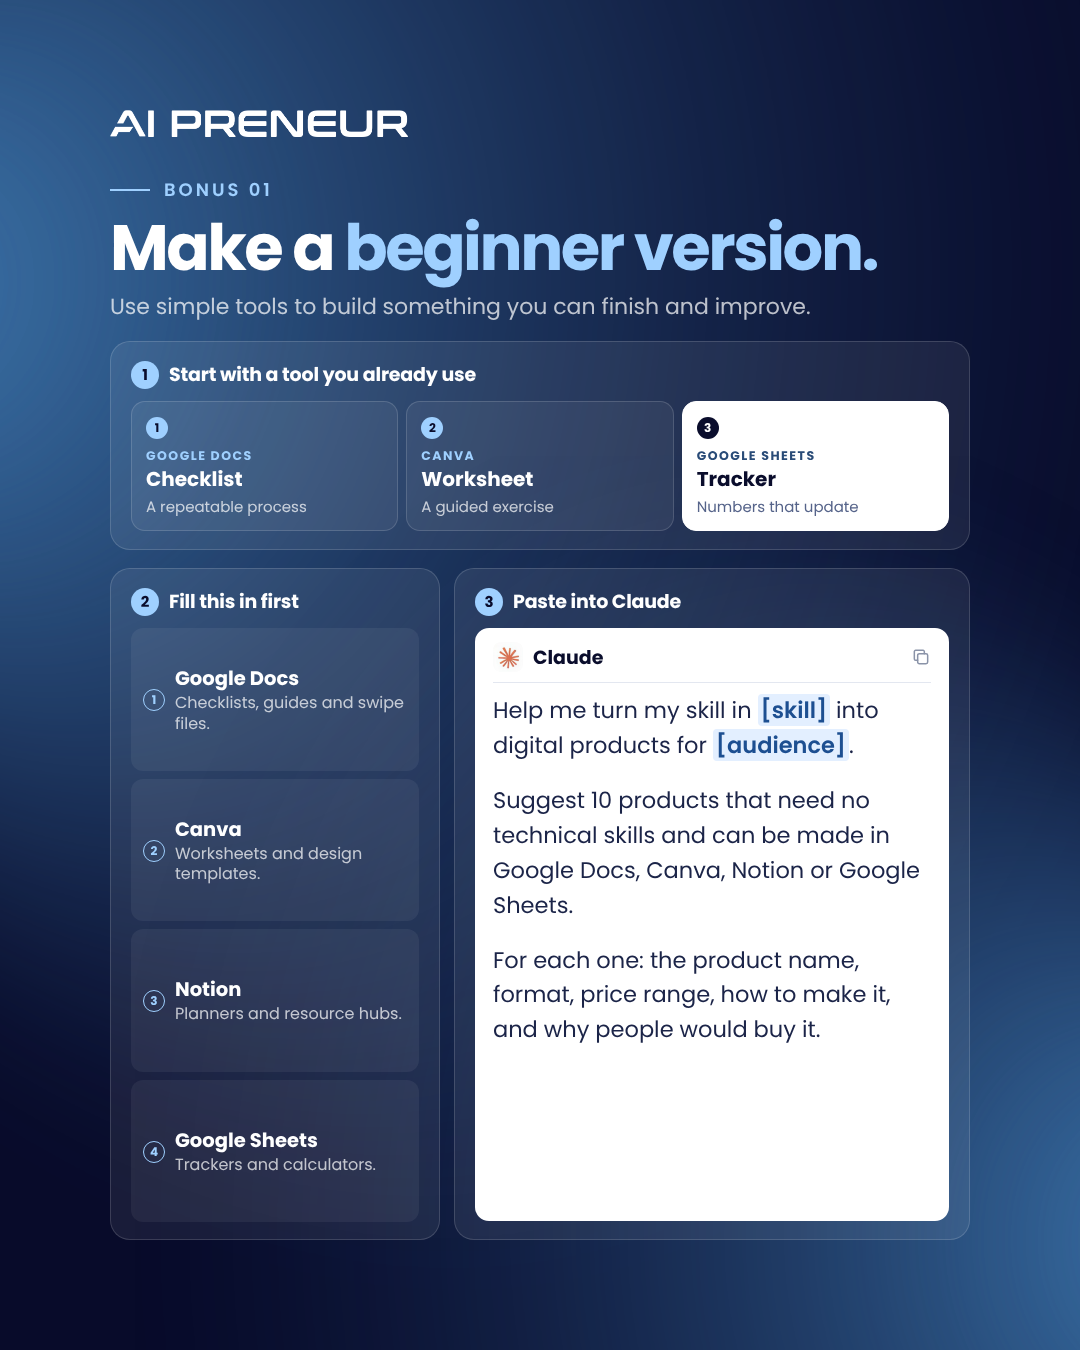 AI PRENEUR
BONUS 01
Make a beginner version.
Use simple tools to build something you can finish and improve.
1 Start with a tool you already use
1
GOOGLE DOCS
Checklist
A repeatable process
2
CANVA
Worksheet
A guided exercise
3
GOOGLE SHEETS
Tracker
Numbers that update
2 Fill this in first
1
Google Docs
Checklists, guides and swipe
files.
2
Canva
Worksheets and design
templates.
3
Notion
Planners and resource hubs.
4
Google Sheets
Trackers and calculators.
3 Paste into Claude
Claude
Help me turn my skill in [skill] into
digital products for [audience].
Suggest 10 products that need no
technical skills and can be made in
Google Docs, Canva, Notion or Google
Sheets.
For each one: the product name,
format, price range, how to make it,
and why people would buy it.